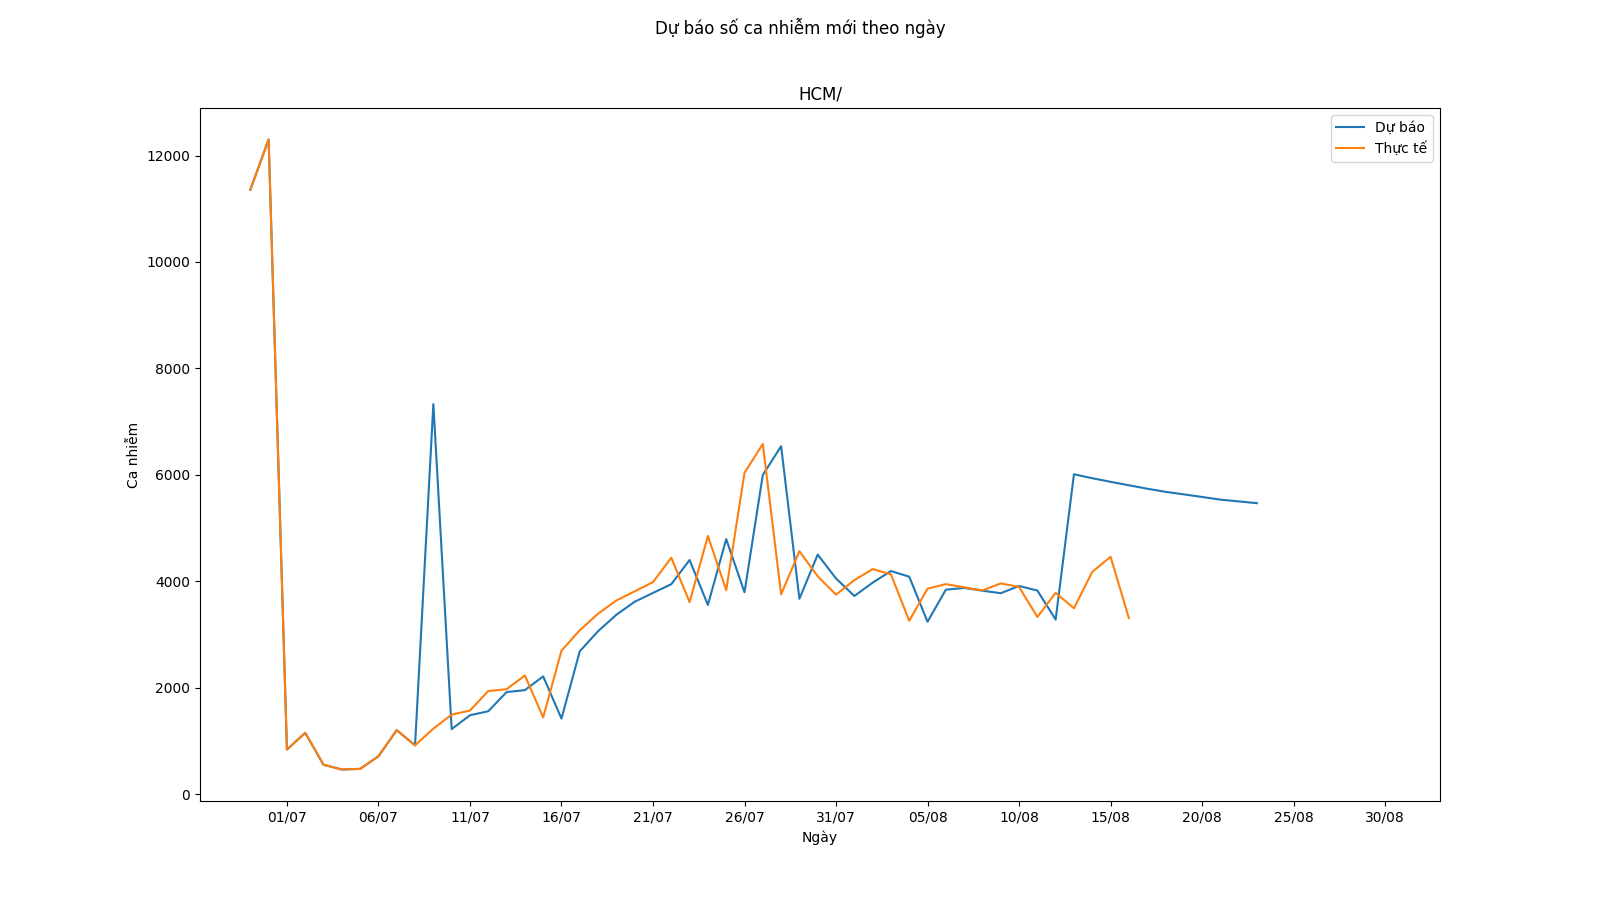 Dự báo số ca nhiễm mới theo ngày
HCM/
Dự báo
Thực tế
12000
10000
8000
6000
4000
2000
0
Ca nhiễm
01/07 06/07 11/07 16/07 21/07 26/07 31/07 05/08 10/08 15/08 20/08 25/08 30/08
Ngày